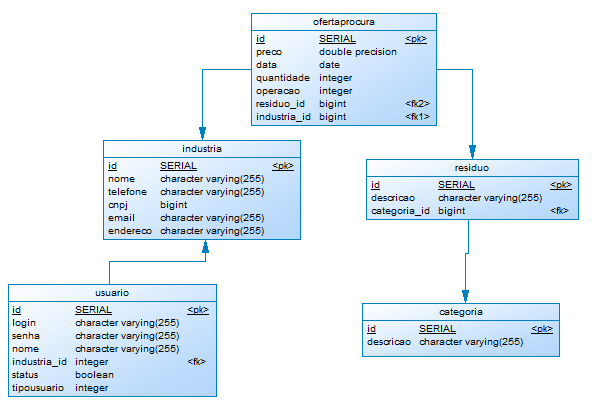 ofertaprocura
id SERIAL <pk>
preco double precision
data date
quantidade integer
operacao integer
residuo_id bigint <fk2>
industria_id bigint <fk1>
industria
id SERIAL <pk>
nome character varying(255)
telefone character varying(255)
cnpj bigint
email character varying(255)
endereco character varying(255)
residuo
id SERIAL <pk>
descricao character varying(255)
categoria_id bigint <fk>
usuario
id SERIAL <pk>
login character varying(255)
senha character varying(255)
nome character varying(255)
industria_id integer <fk>
status boolean
tipousuario integer
categoria
id SERIAL <pk>
descricao character varying(255)